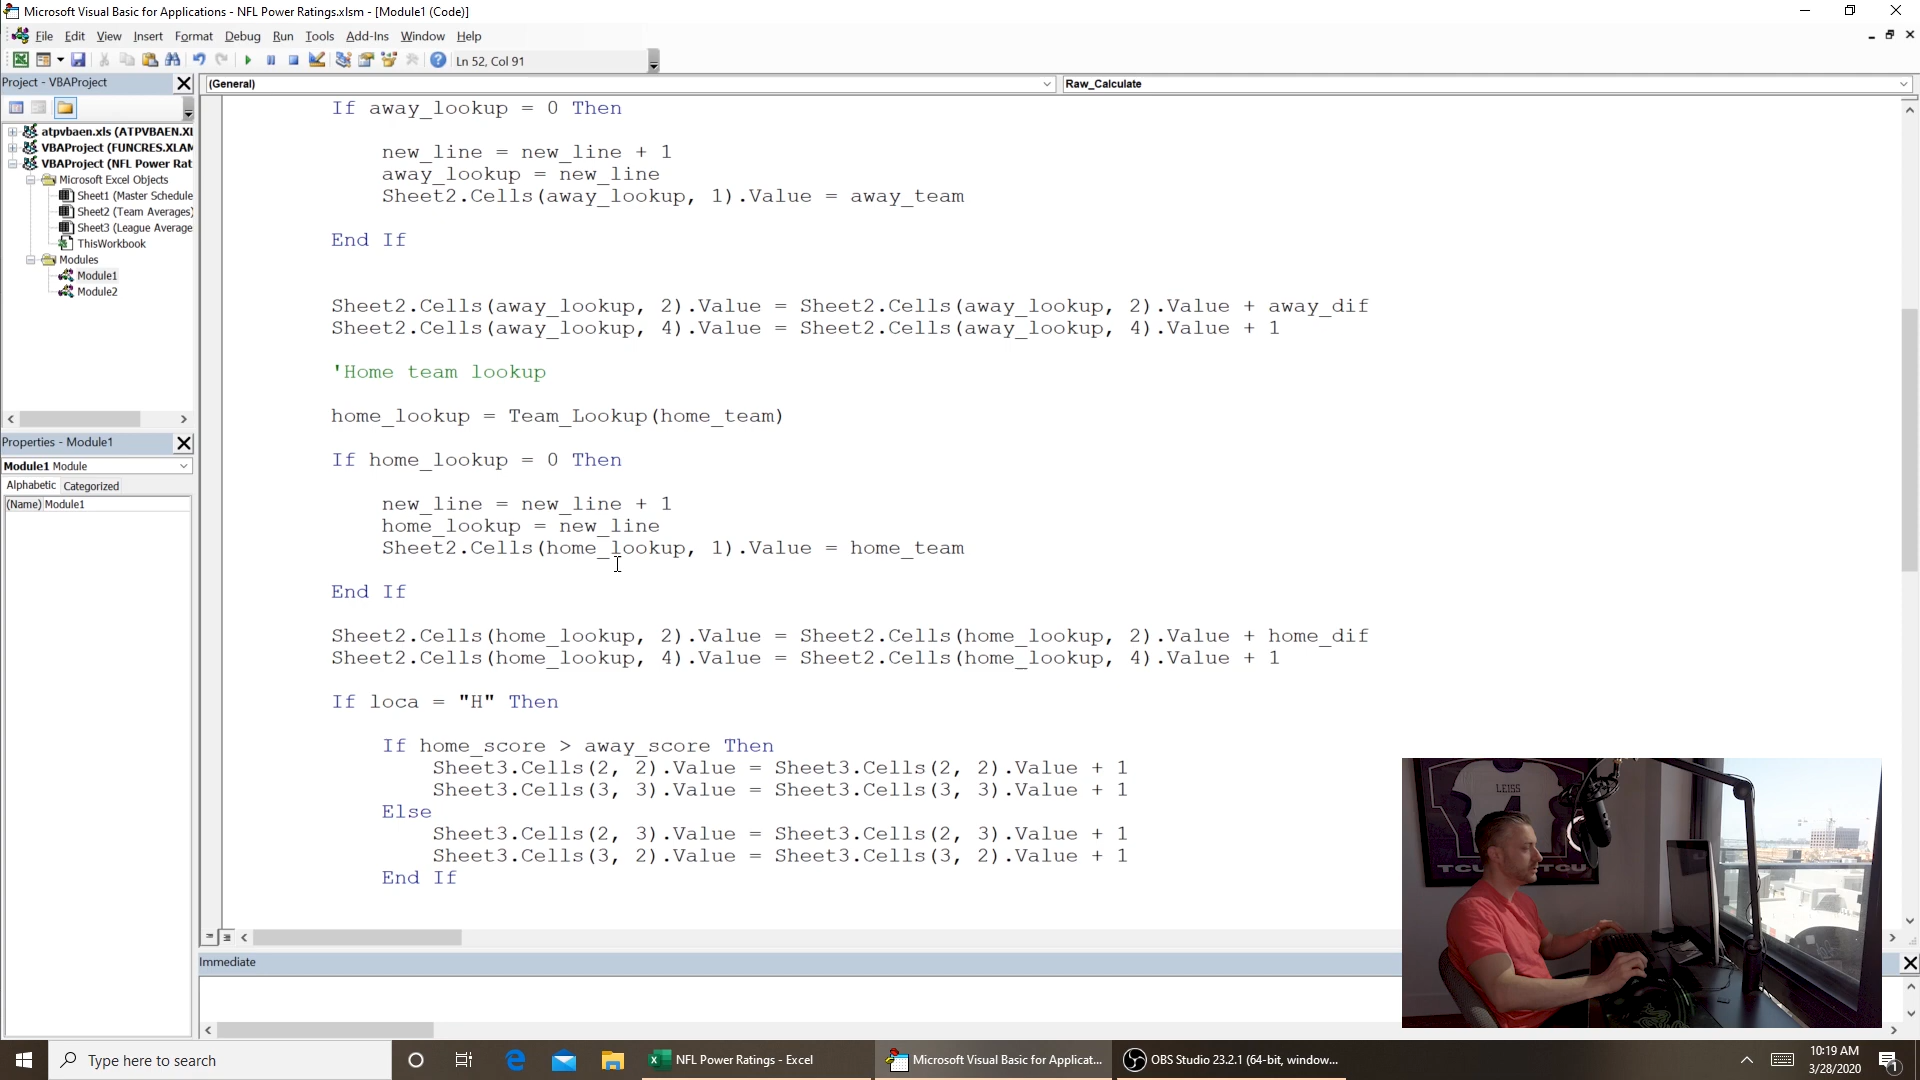 Microsoft Visual Basic for Applications - NFL Power Ratings.xlsm - [Module1 (Code)]
File Edit View Insert Format Debug Run Tools Add-Ins Window Help
Ln 52, Col 91
Project - VBAProject
(General)
Raw_Calculate
atpvbaen.xls (ATPVBAEN.XL
VBAProject (FUNCRES.XLAM
VBAProject (NFL Power Rat
Microsoft Excel Objects
Sheet1 (Master Schedule
Sheet2 (Team Averages)
Sheet3 (League Average
ThisWorkbook
Modules
Module1
Module2
Properties - Module1
Module1 Module
Alphabetic Categorized
(Name) Module1
If away_lookup = 0 Then
new_line = new_line + 1
away_lookup = new_line
Sheet2.Cells(away_lookup, 1).Value = away_team
End If
Sheet2.Cells(away_lookup, 2).Value = Sheet2.Cells(away_lookup, 2).Value + away_dif
Sheet2.Cells(away_lookup, 4).Value = Sheet2.Cells(away_lookup, 4).Value + 1
'Home team lookup
home_lookup = Team_Lookup(home_team)
If home_lookup = 0 Then
new_line = new_line + 1
home_lookup = new_line
Sheet2.Cells(home_lookup, 1).Value = home_team
End If
Sheet2.Cells(home_lookup, 2).Value = Sheet2.Cells(home_lookup, 2).Value + home_dif
Sheet2.Cells(home_lookup, 4).Value = Sheet2.Cells(home_lookup, 4).Value + 1
If loca = "H" Then
If home_score > away_score Then
Sheet3.Cells(2, 2).Value = Sheet3.Cells(2, 2).Value + 1
Sheet3.Cells(3, 3).Value = Sheet3.Cells(3, 3).Value + 1
Else
Sheet3.Cells(2, 3).Value = Sheet3.Cells(2, 3).Value + 1
Sheet3.Cells(3, 2).Value = Sheet3.Cells(3, 2).Value + 1
End If
Immediate
LEISS
4
TCU
TCU
Type here to search
NFL Power Ratings - Excel
Microsoft Visual Basic for Applicat...
OBS Studio 23.2.1 (64-bit, window...
10:19 AM
3/28/2020
1